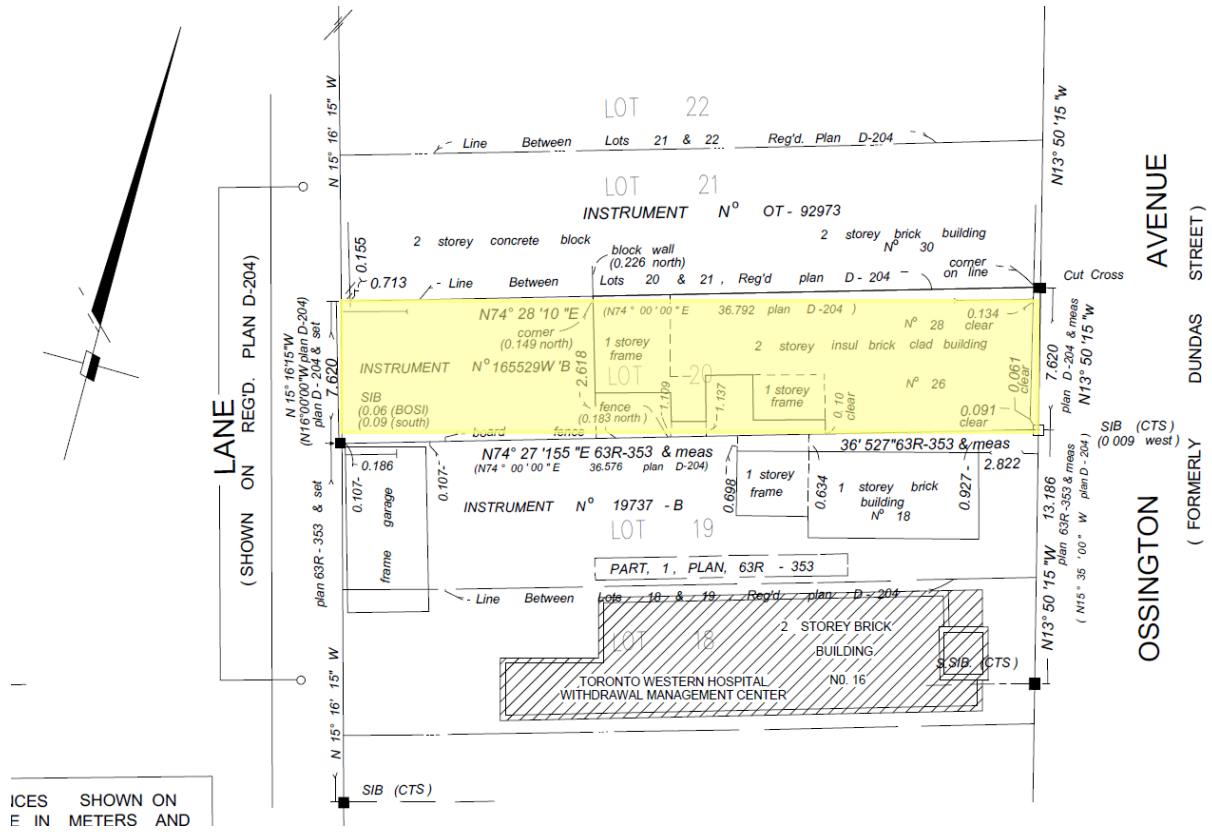 LOT 22
Line Between Lots 21 & 22 Reg'd. Plan D-204
N 15° 16' 15" W
N13° 50 '15 "W
LOT 21
INSTRUMENT Nº OT - 92973
2 storey concrete block
2 storey brick building
Nº 30
block wall
(0.226 north)
corner
on line
Cut Cross
0.155
0.713
Line Between Lots 20 & 21 , Reg'd plan D - 204
N74° 28 '10 "E
(N74 ° 00 ' 00 " E 36.792 plan D-204 )
corner
(0.149 north)
Nº 28
0.134
clear
1 storey
frame
2 storey insul brick clad building
INSTRUMENT Nº 165529W 'B
2.618
LOT 20
Nº 26
0.061
clear
1 storey
frame
1.109
1.137
SIB
(0.06 (BOSI)
(0.09 (south)
fence
(0.183 north )
0. 10
clear
0.091
clear
N 15° 16'15"W
(N16°00'00"W plan D-204)
plan D - 204 & set
7.620
7.620
plan D -204 & meas
N13° 50 '15 "w
SIB (CTS)
(0 009 west )
board fence
N74° 27 '155 "E 63R-353 & meas
(N74 ° 00 ' 00 " E 36.576 plan D-204)
36' 527"63R-353 & meas
2.822
0.186
0.107-
0.107-
frame garage
1 storey
frame
0.698
0.634
1 storey brick
building
Nº 18
0.927 -
INSTRUMENT Nº 19737 - B
LOT 19
PART, 1 , PLAN, 63R - 353
plan 63R - 353 & set
N13° 50 '15 "W 13.186
plan 63R -353 & meas
( N15 ° 35 ' 00 " W plan D - 204 )
Line Between Lots 18 & 19 , Reg'd plan D - 204
LOT 18
2 STOREY BRICK
BUILDING
N0. 16
TORONTO WESTERN HOSPITAL
WITHDRAWAL MANAGEMENT CENTER
S.SIB. (CTS )
N 15° 16' 15" W
SIB (CTS )
LANE
( SHOWN ON REG'D. PLAN D-204)
OSSINGTON AVENUE
( FORMERLY DUNDAS STREET )
NCES SHOWN ON
E IN METERS AND